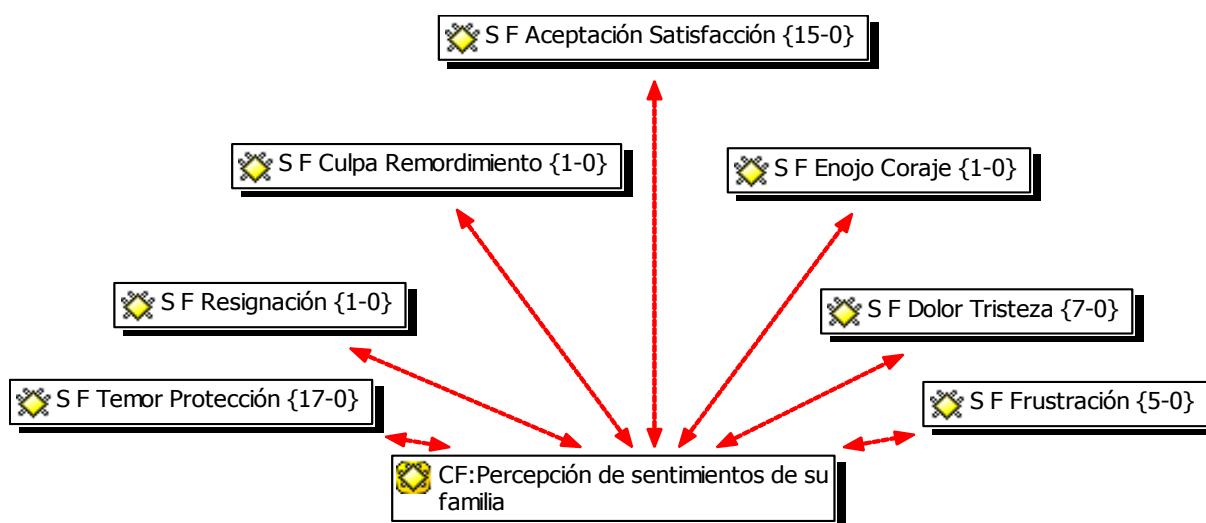 S F Aceptación Satisfacción {15-0}
S F Culpa Remordimiento {1-0}
S F Enojo Coraje {1-0}
S F Resignación {1-0}
S F Dolor Tristeza {7-0}
S F Temor Protección {17-0}
S F Frustración {5-0}
CF:Percepción de sentimientos de su
familia